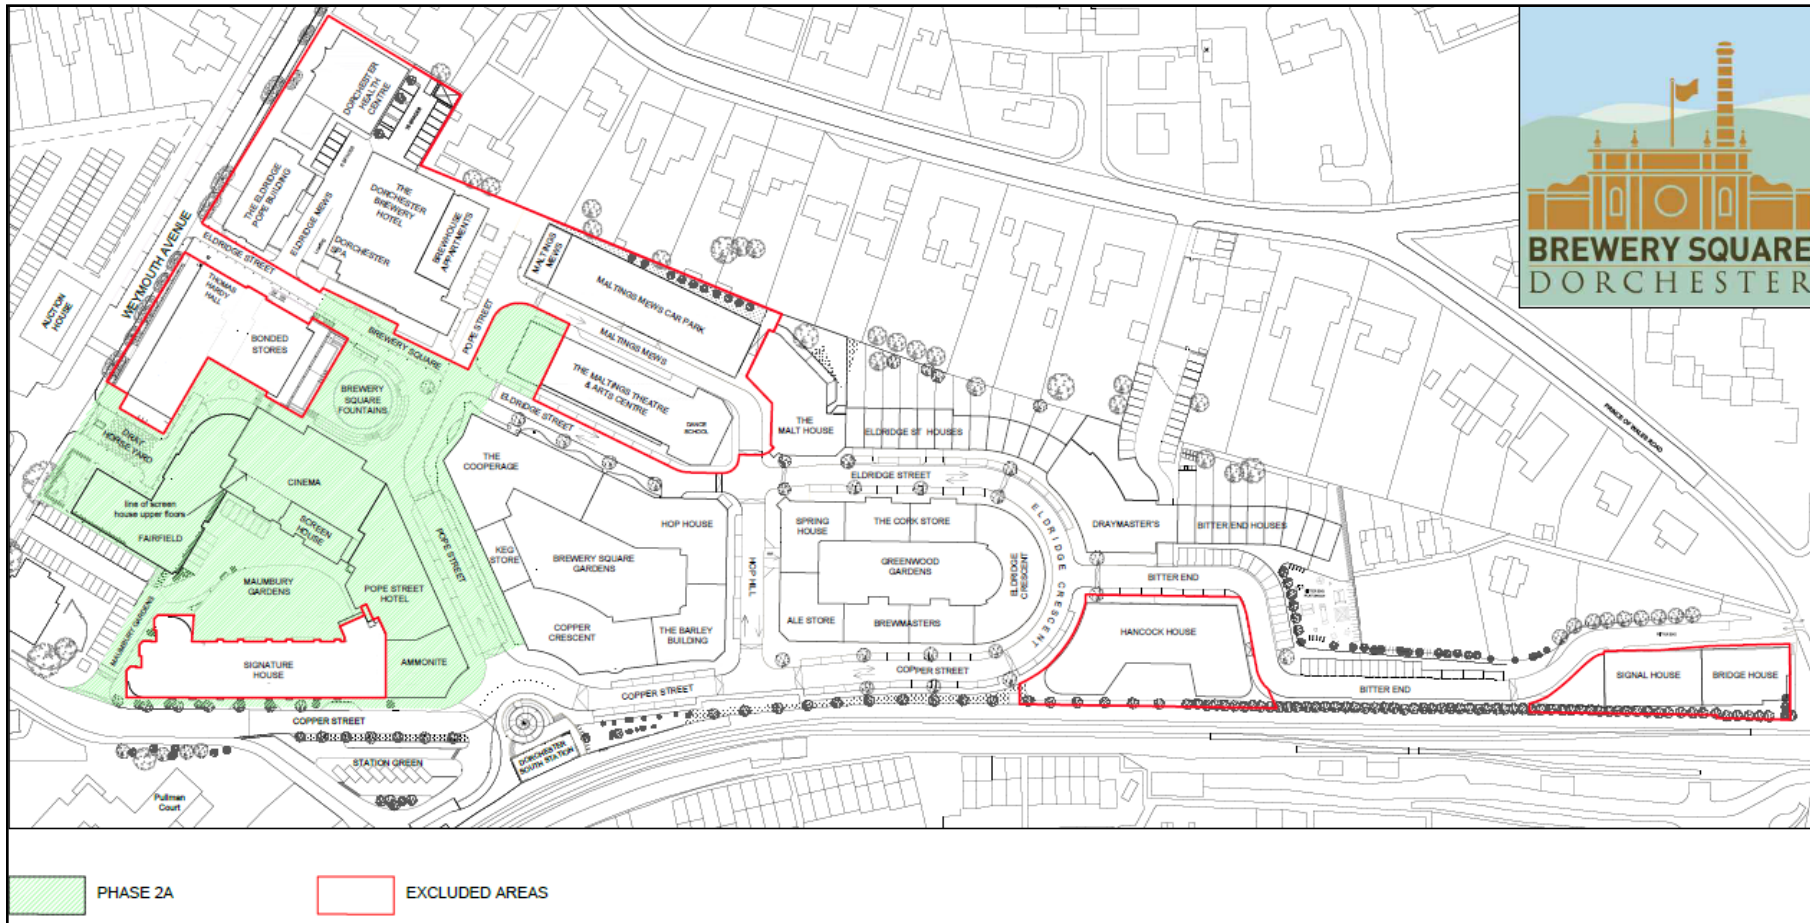 DORCHESTER
HEALTH
CENTRE
THE ELDRIDGE
POPE BUILDING
ELDRIDGE MEWS
THE
DORCHESTER
BREWERY
HOTEL
BREWHOUSE
APPARTMENTS
DORCHESTER
SPA
WEYMOUTH AVENUE
ELDRIDGE STREET
AUCTION
HOUSE
THOMAS
HARDY
HALL
BONDED
STORES
BREWERY SQUARE
POPE STREET
MALTINGS
MEWS
MALTINGS MEWS CAR PARK
MALTINGS MEWS
THE MALTINGS THEATRE
& ARTS CENTRE
DANCE
SCHOOL
ELDRIDGE STREET
BREWERY
SQUARE
FOUNTAINS
DRAY
HORSE YARD
line of screen
house upper floors
CINEMA
SCREEN
HOUSE
FAIRFIELD
MAUMBURY
GARDENS
MAUMBURY GARDENS
POPE STREET
POPE STREET
HOTEL
SIGNATURE
HOUSE
AMMONITE
THE
COOPERAGE
HOP HOUSE
KEG
STORE
BREWERY SQUARE
GARDENS
COPPER
CRESCENT
THE BARLEY
BUILDING
HOP HILL
THE
MALT HOUSE
ELDRIDGE ST HOUSES
ELDRIDGE STREET
SPRING
HOUSE
THE CORK STORE
GREENWOOD
GARDENS
ELDRIDGE
CRESCENT
ELDRIDGE CRESCENT
ALE STORE
BREWMASTERS
COPPER STREET
COPPER STREET
COPPER STREET
DRAYMASTER'S
BITTER END HOUSES
BITTER END
HANCOCK HOUSE
BITTER END
SIGNAL HOUSE
BRIDGE HOUSE
PRINCE OF WALES ROAD
DORCHESTER
SOUTH STATION
STATION GREEN
Pullman
Court
BREWERY SQUARE
DORCHESTER
PHASE 2A
EXCLUDED AREAS